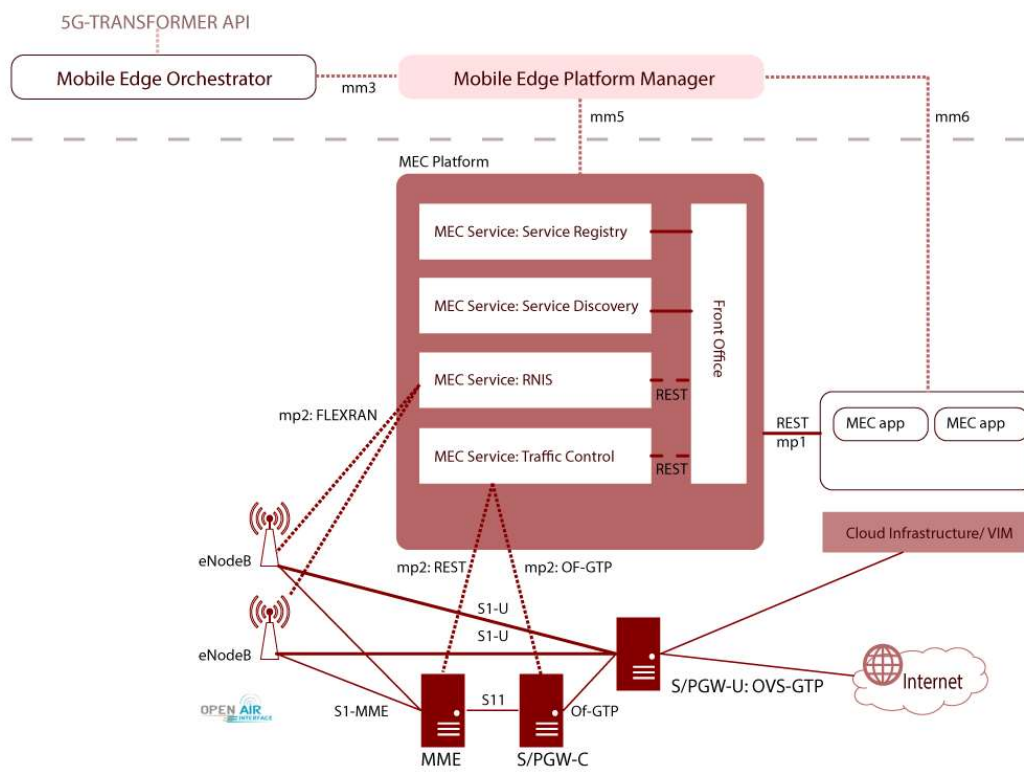 5G-TRANSFORMER API
Mobile Edge Orchestrator
mm3
Mobile Edge Platform Manager
mm5
mm6
MEC Platform
MEC Service: Service Registry
MEC Service: Service Discovery
MEC Service: RNIS
REST
MEC Service: Traffic Control
REST
Front Office
REST
mp1
MEC app
MEC app
Cloud Infrastructure/ VIM
mp2: FLEXRAN
mp2: REST
mp2: OF-GTP
eNodeB
eNodeB
S1-U
S1-U
S1-MME
S11
Of-GTP
S/PGW-U: OVS-GTP
Internet
OPEN AIR
INTERFACE
MME
S/PGW-C